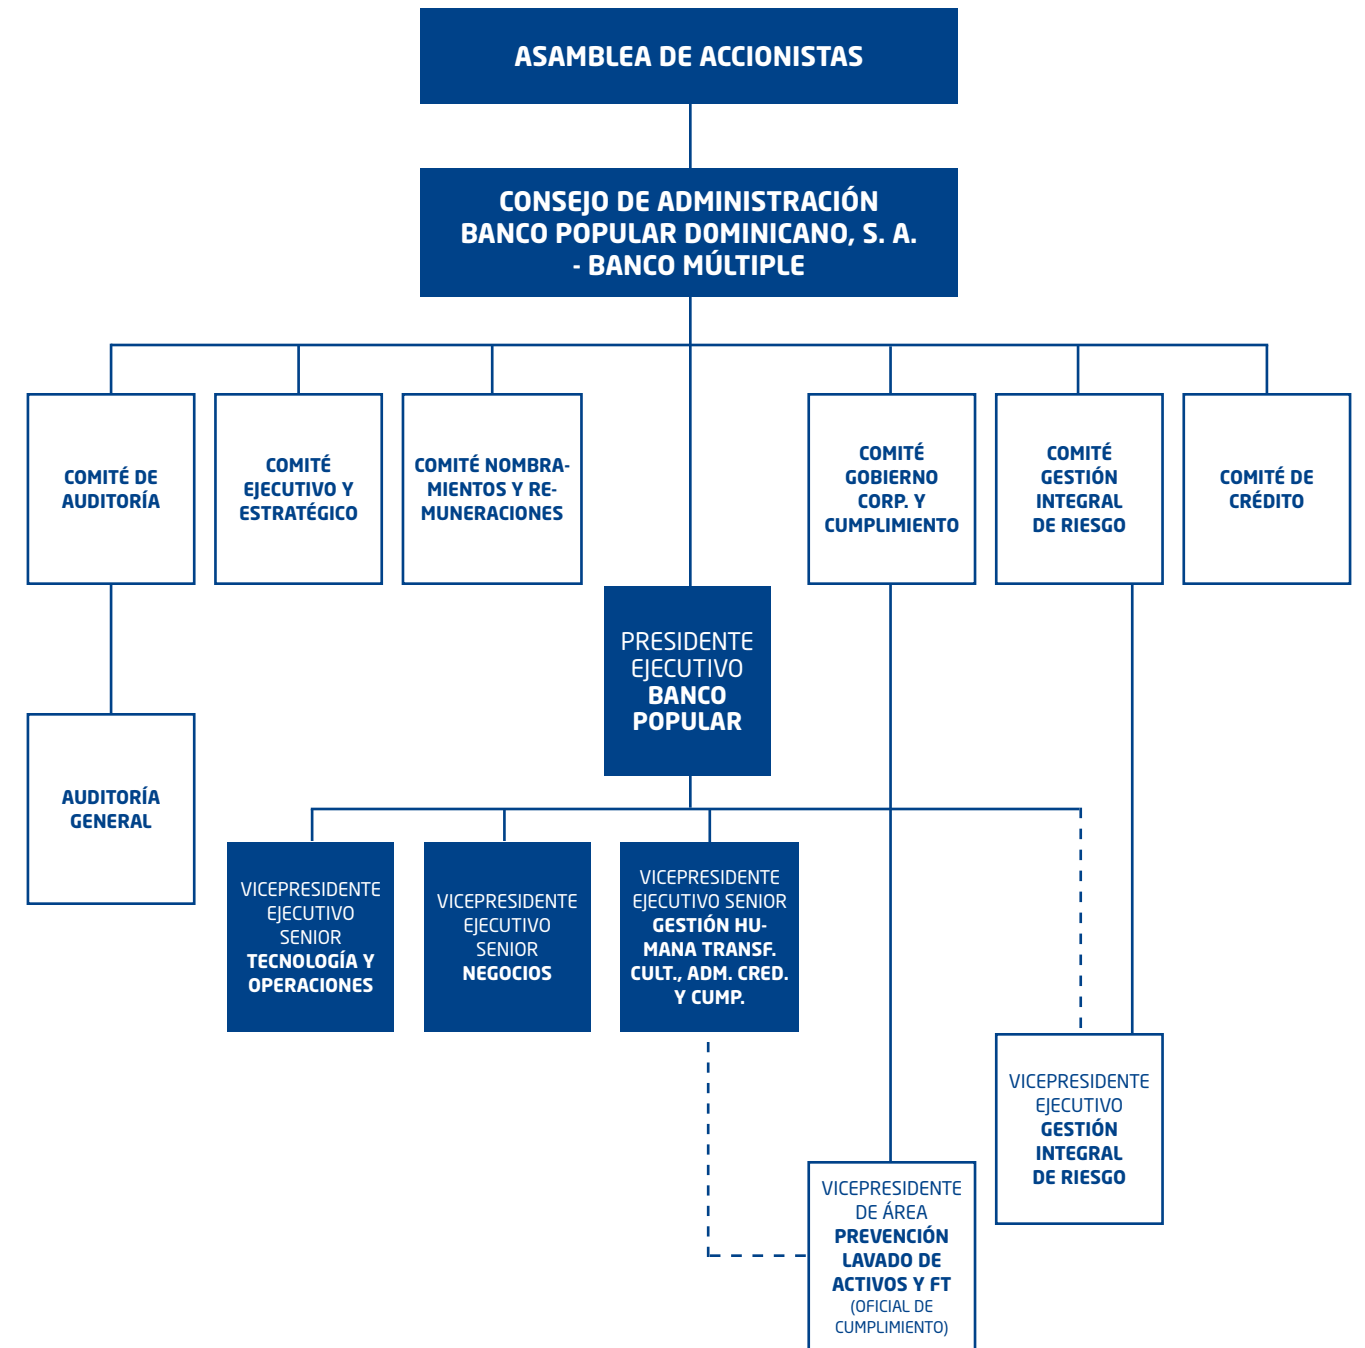 ASAMBLEA DE ACCIONISTAS
CONSEJO DE ADMINISTRACIÓN
BANCO POPULAR DOMINICANO, S. A.
- BANCO MÚLTIPLE
COMITÉ DE
AUDITORÍA
COMITÉ
EJECUTIVO Y
ESTRATÉGICO
COMITÉ NOMBRA-
MIENTOS Y RE-
MUNERACIONES
COMITÉ
GOBIERNO
CORP. Y
CUMPLIMIENTO
COMITÉ
GESTIÓN
INTEGRAL
DE RIESGO
COMITÉ DE
CRÉDITO
PRESIDENTE
EJECUTIVO
BANCO
POPULAR
AUDITORÍA
GENERAL
VICEPRESIDENTE
EJECUTIVO
SENIOR
TECNOLOGÍA Y
OPERACIONES
VICEPRESIDENTE
EJECUTIVO
SENIOR
NEGOCIOS
VICEPRESIDENTE
EJECUTIVO SENIOR
GESTIÓN HU-
MANA TRANSF.
CULT., ADM. CRED.
Y CUMP.
VICEPRESIDENTE
EJECUTIVO
GESTIÓN
INTEGRAL
DE RIESGO
VICEPRESIDENTE
DE ÁREA
PREVENCIÓN
LAVADO DE
ACTIVOS Y FT
(OFICIAL DE
CUMPLIMIENTO)